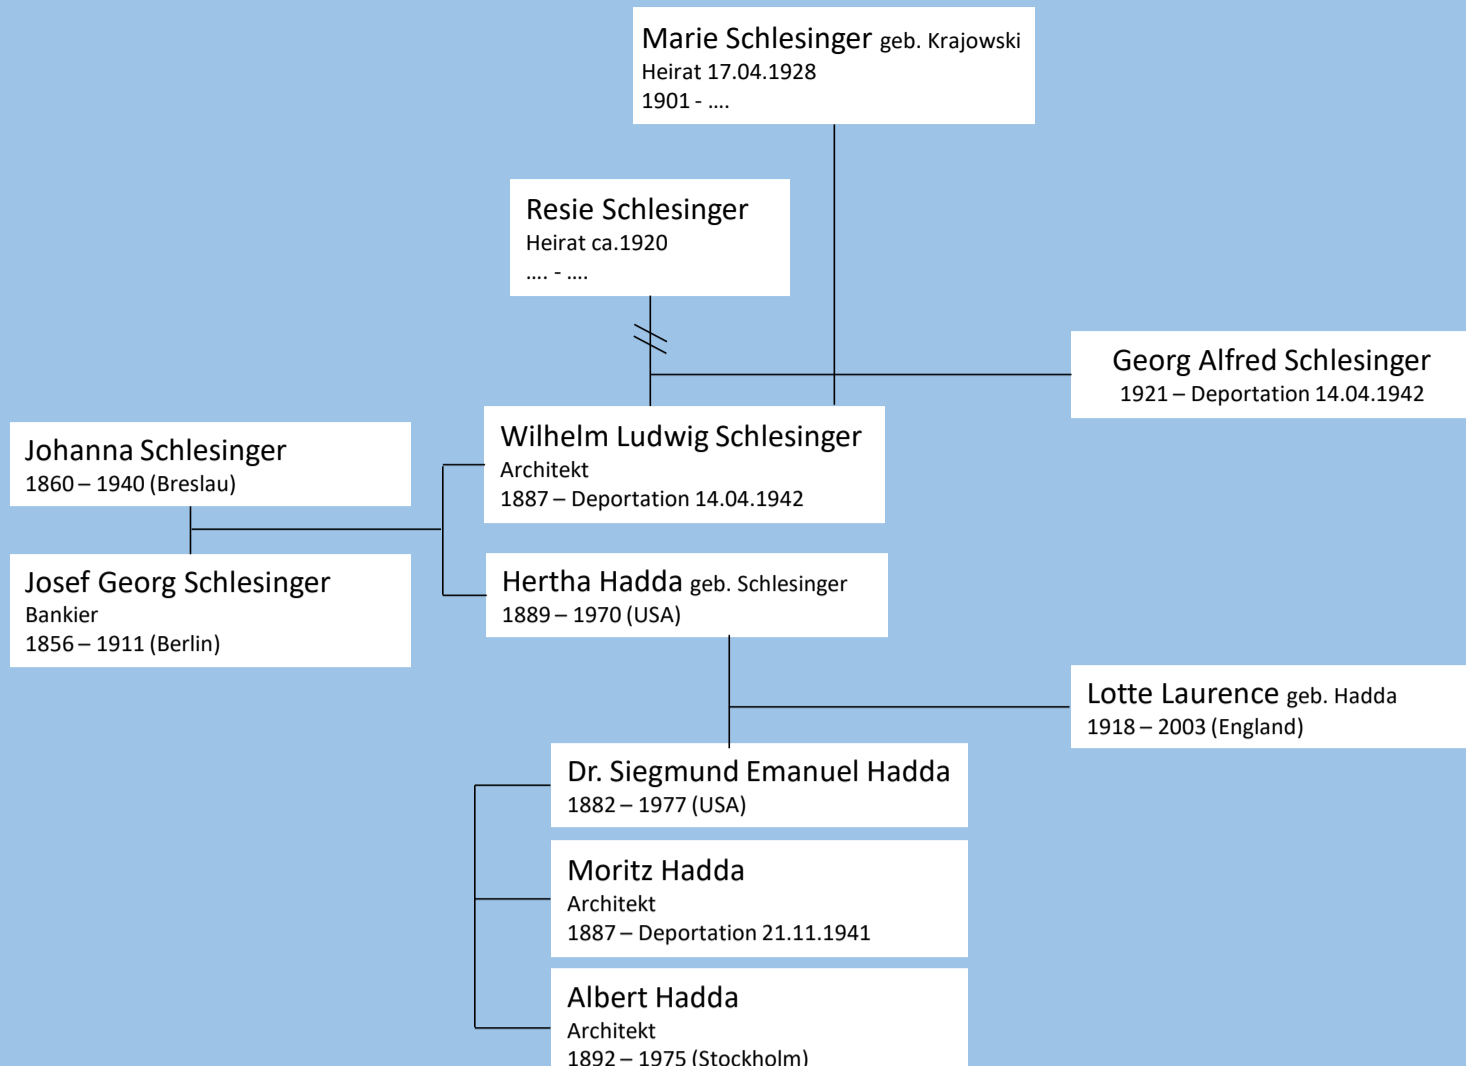 Marie Schlesinger geb. Krajowski
Heirat 17.04.1928
1901 - ....
Resie Schlesinger
Heirat ca.1920
.... - ....
Georg Alfred Schlesinger
1921 – Deportation 14.04.1942
Johanna Schlesinger
1860 – 1940 (Breslau)
Wilhelm Ludwig Schlesinger
Architekt
1887 – Deportation 14.04.1942
Josef Georg Schlesinger
Bankier
1856 – 1911 (Berlin)
Hertha Hadda geb. Schlesinger
1889 – 1970 (USA)
Lotte Laurence geb. Hadda
1918 – 2003 (England)
Dr. Siegmund Emanuel Hadda
1882 – 1977 (USA)
Moritz Hadda
Architekt
1887 – Deportation 21.11.1941
Albert Hadda
Architekt
1892 – 1975 (Stockholm)